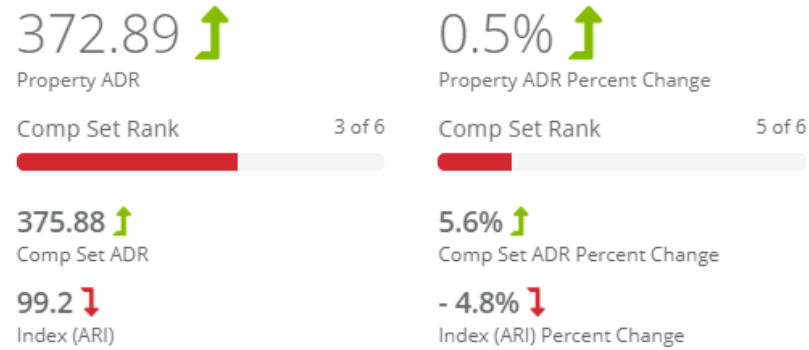 372.89
Property ADR
Comp Set Rank 3 of 6
375.88
Comp Set ADR
99.2
Index (ARI)
0.5%
Property ADR Percent Change
Comp Set Rank 5 of 6
5.6%
Comp Set ADR Percent Change
- 4.8%
Index (ARI) Percent Change